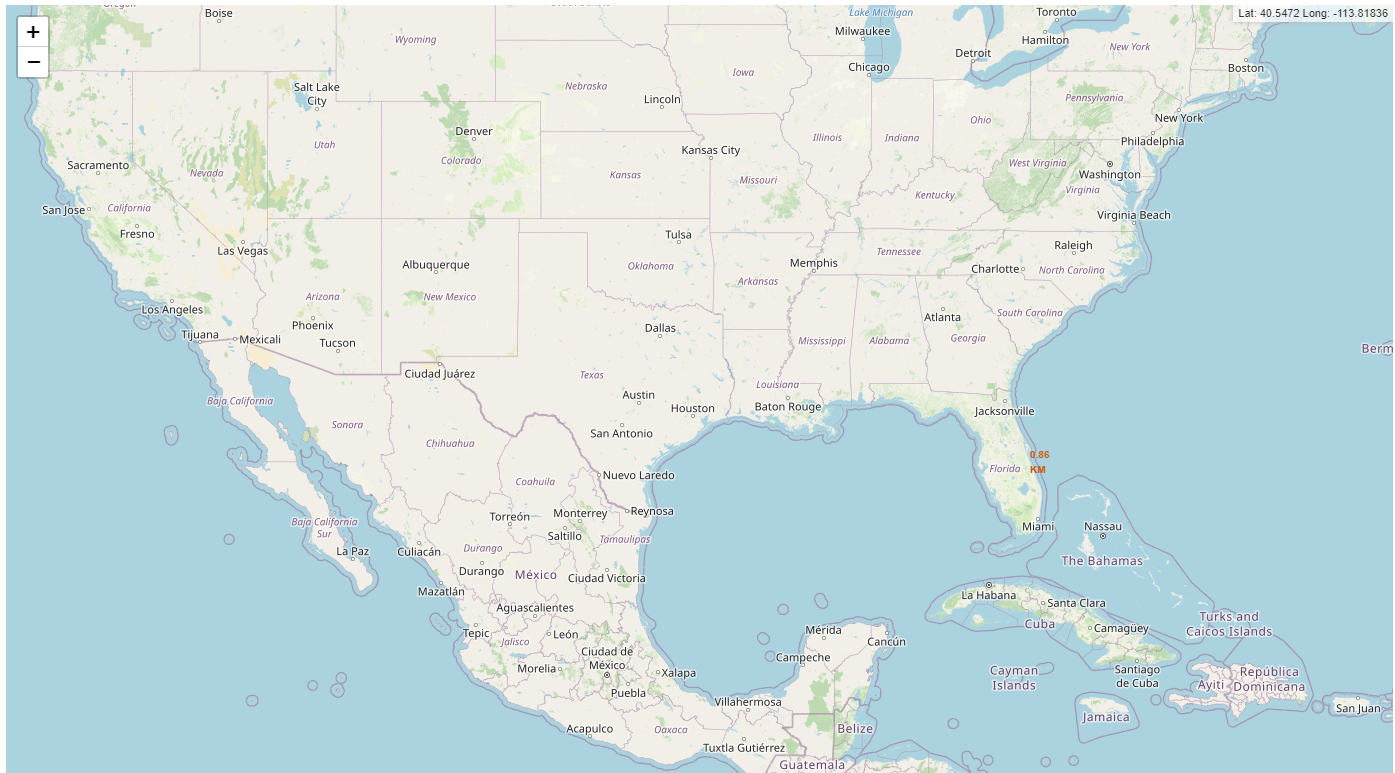 Oregon
Boise
South Dakota
Lake Michigan
Toronto
Lat: 40.5472 Long: -113.81836
+
Wyoming
Milwaukee
Hamilton
New York
−
Detroit
Chicago
Boston
Iowa
Nebraska
Salt Lake
City
Lincoln
Pennsylvania
New York
Ohio
Denver
Utah
Illinois
Indiana
Philadelphia
Kansas City
Sacramento
Colorado
West Virginia
Nevada
Kansas
Missouri
Washington
Virginia
Kentucky
San Jose
California
Virginia Beach
Fresno
Tulsa
Las Vegas
Raleigh
Tennessee
Albuquerque
Oklahoma
Memphis
Charlotte
North Carolina
Arkansas
Arizona
New Mexico
Los Angeles
South Carolina
Atlanta
Phoenix
Dallas
Tijuana
Mexicali
Tucson
Mississippi
Alabama
Georgia
Berm
Ciudad Juárez
Texas
Louisiana
Baja California
Austin
Houston
Baton Rouge
Jacksonville
Sonora
San Antonio
Chihuahua
0.86
KM
Florida
Nuevo Laredo
Coahuila
Torreón
Monterrey
Reynosa
Baja California
Sur
Saltillo
Tamaulipas
Miami
Nassau
La Paz
Culiacán
Durango
The Bahamas
Durango
México
Ciudad Victoria
Mazatlán
La Habana
Santa Clara
Aguascalientes
Cuba
Camagüey
Turks and
Caicos Islands
Tepic
Jalisco
León
Mérida
Cancún
Ciudad de
México
Campeche
Morelia
Xalapa
Cayman
Islands
Santiago
de Cuba
Ayiti
República
Dominicana
Puebla
Villahermosa
San Juan
Jamaica
Acapulco
Oaxaca
Belize
Tuxtla Gutiérrez
Guatemala